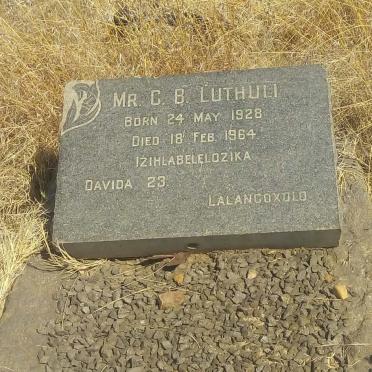 MR. C. B. LUTHULI
BORN 24 MAY 1928
DIED 18 FEB. 1964
IZIHLABELELOZIKA
DAVIDA 23.
LALANGOXOLO